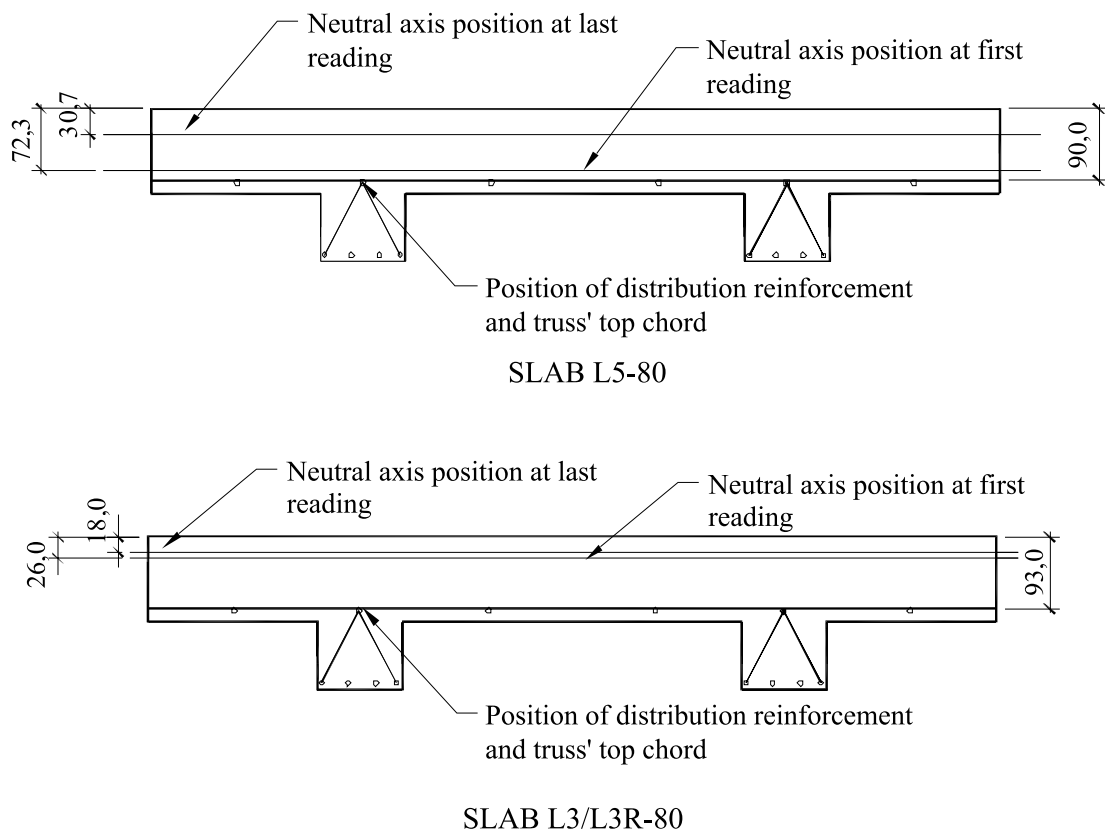 Neutral axis position at last
reading
Neutral axis position at first
reading
30,7
72,3
90,0
Position of distribution reinforcement
and truss' top chord
SLAB L5-80
Neutral axis position at last
reading
Neutral axis position at first
reading
18,0
26,0
93,0
Position of distribution reinforcement
and truss' top chord
SLAB L3/L3R-80